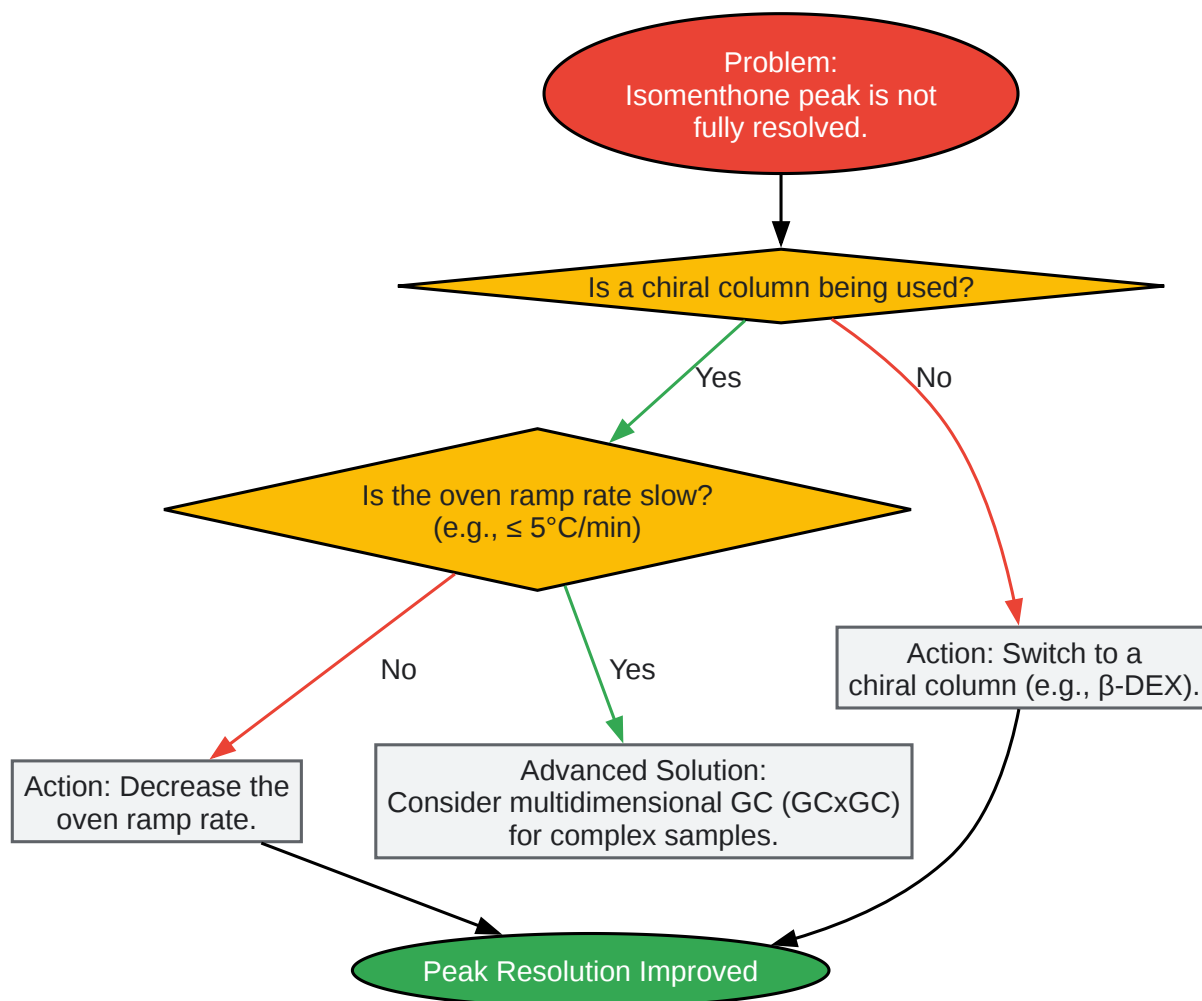 Problem:
Isomenthone peak is not
fully resolved.
Is a chiral column being used?
Yes
No
Is the oven ramp rate slow?
(e.g., ≤ 5°C/min)
No
Yes
Action: Switch to a
chiral column (e.g., β-DEX).
Action: Decrease the
oven ramp rate.
Advanced Solution:
Consider multidimensional GC (GCxGC)
for complex samples.
Peak Resolution Improved